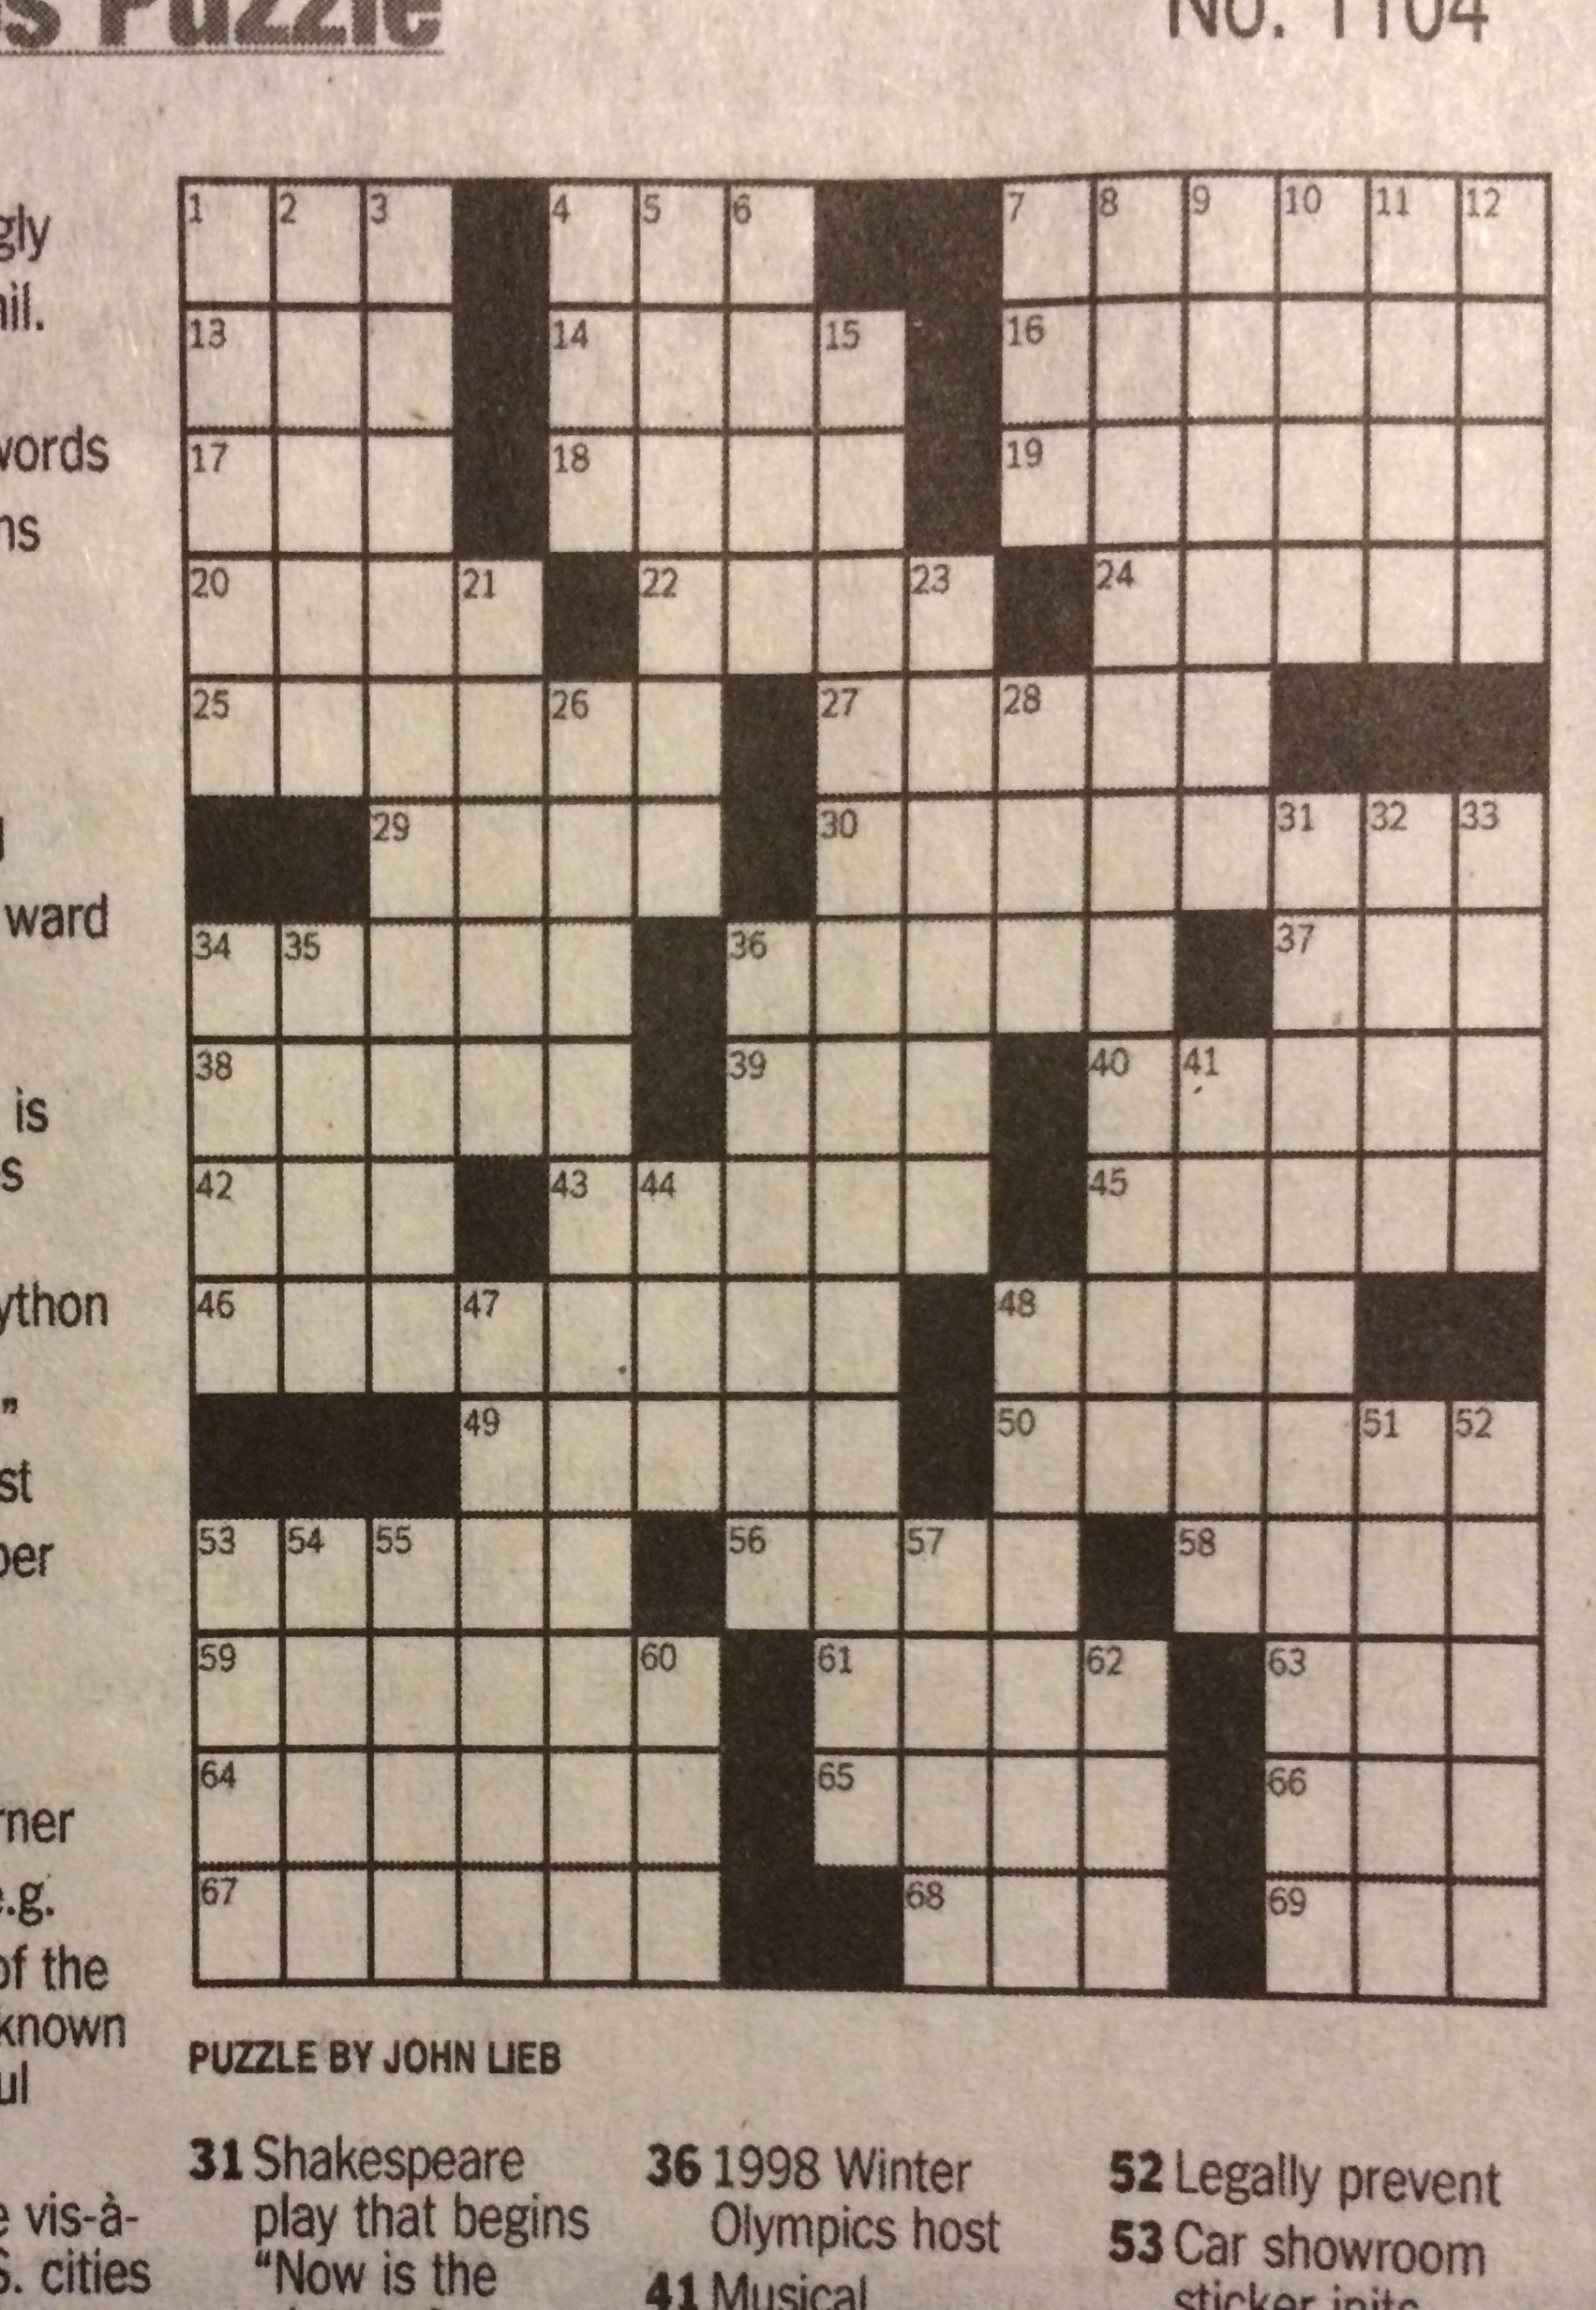 Puzzle
No. 1104
1 2 3 4 5 6 7 8 9 10 11 12
13 14 15 16
17 18 19
20 21 22 23 24
25 26 27 28
29 30 31 32 33
34 35 36 37
38 39 40 41
42 43 44 45
46 47 48
49 50 51 52
53 54 55 56 57 58
59 60 61 62 63
64 65 66
67 68 69
gly
il.
words
ns
ward
is
s
ython
”
st
per
rner
e.g.
of the
known
ul
vis-à-
S. cities
PUZZLE BY JOHN LIEB
31 Shakespeare
play that begins
“Now is the
36 1998 Winter
Olympics host
41 Musical
52 Legally prevent
53 Car showroom
sticker inits.